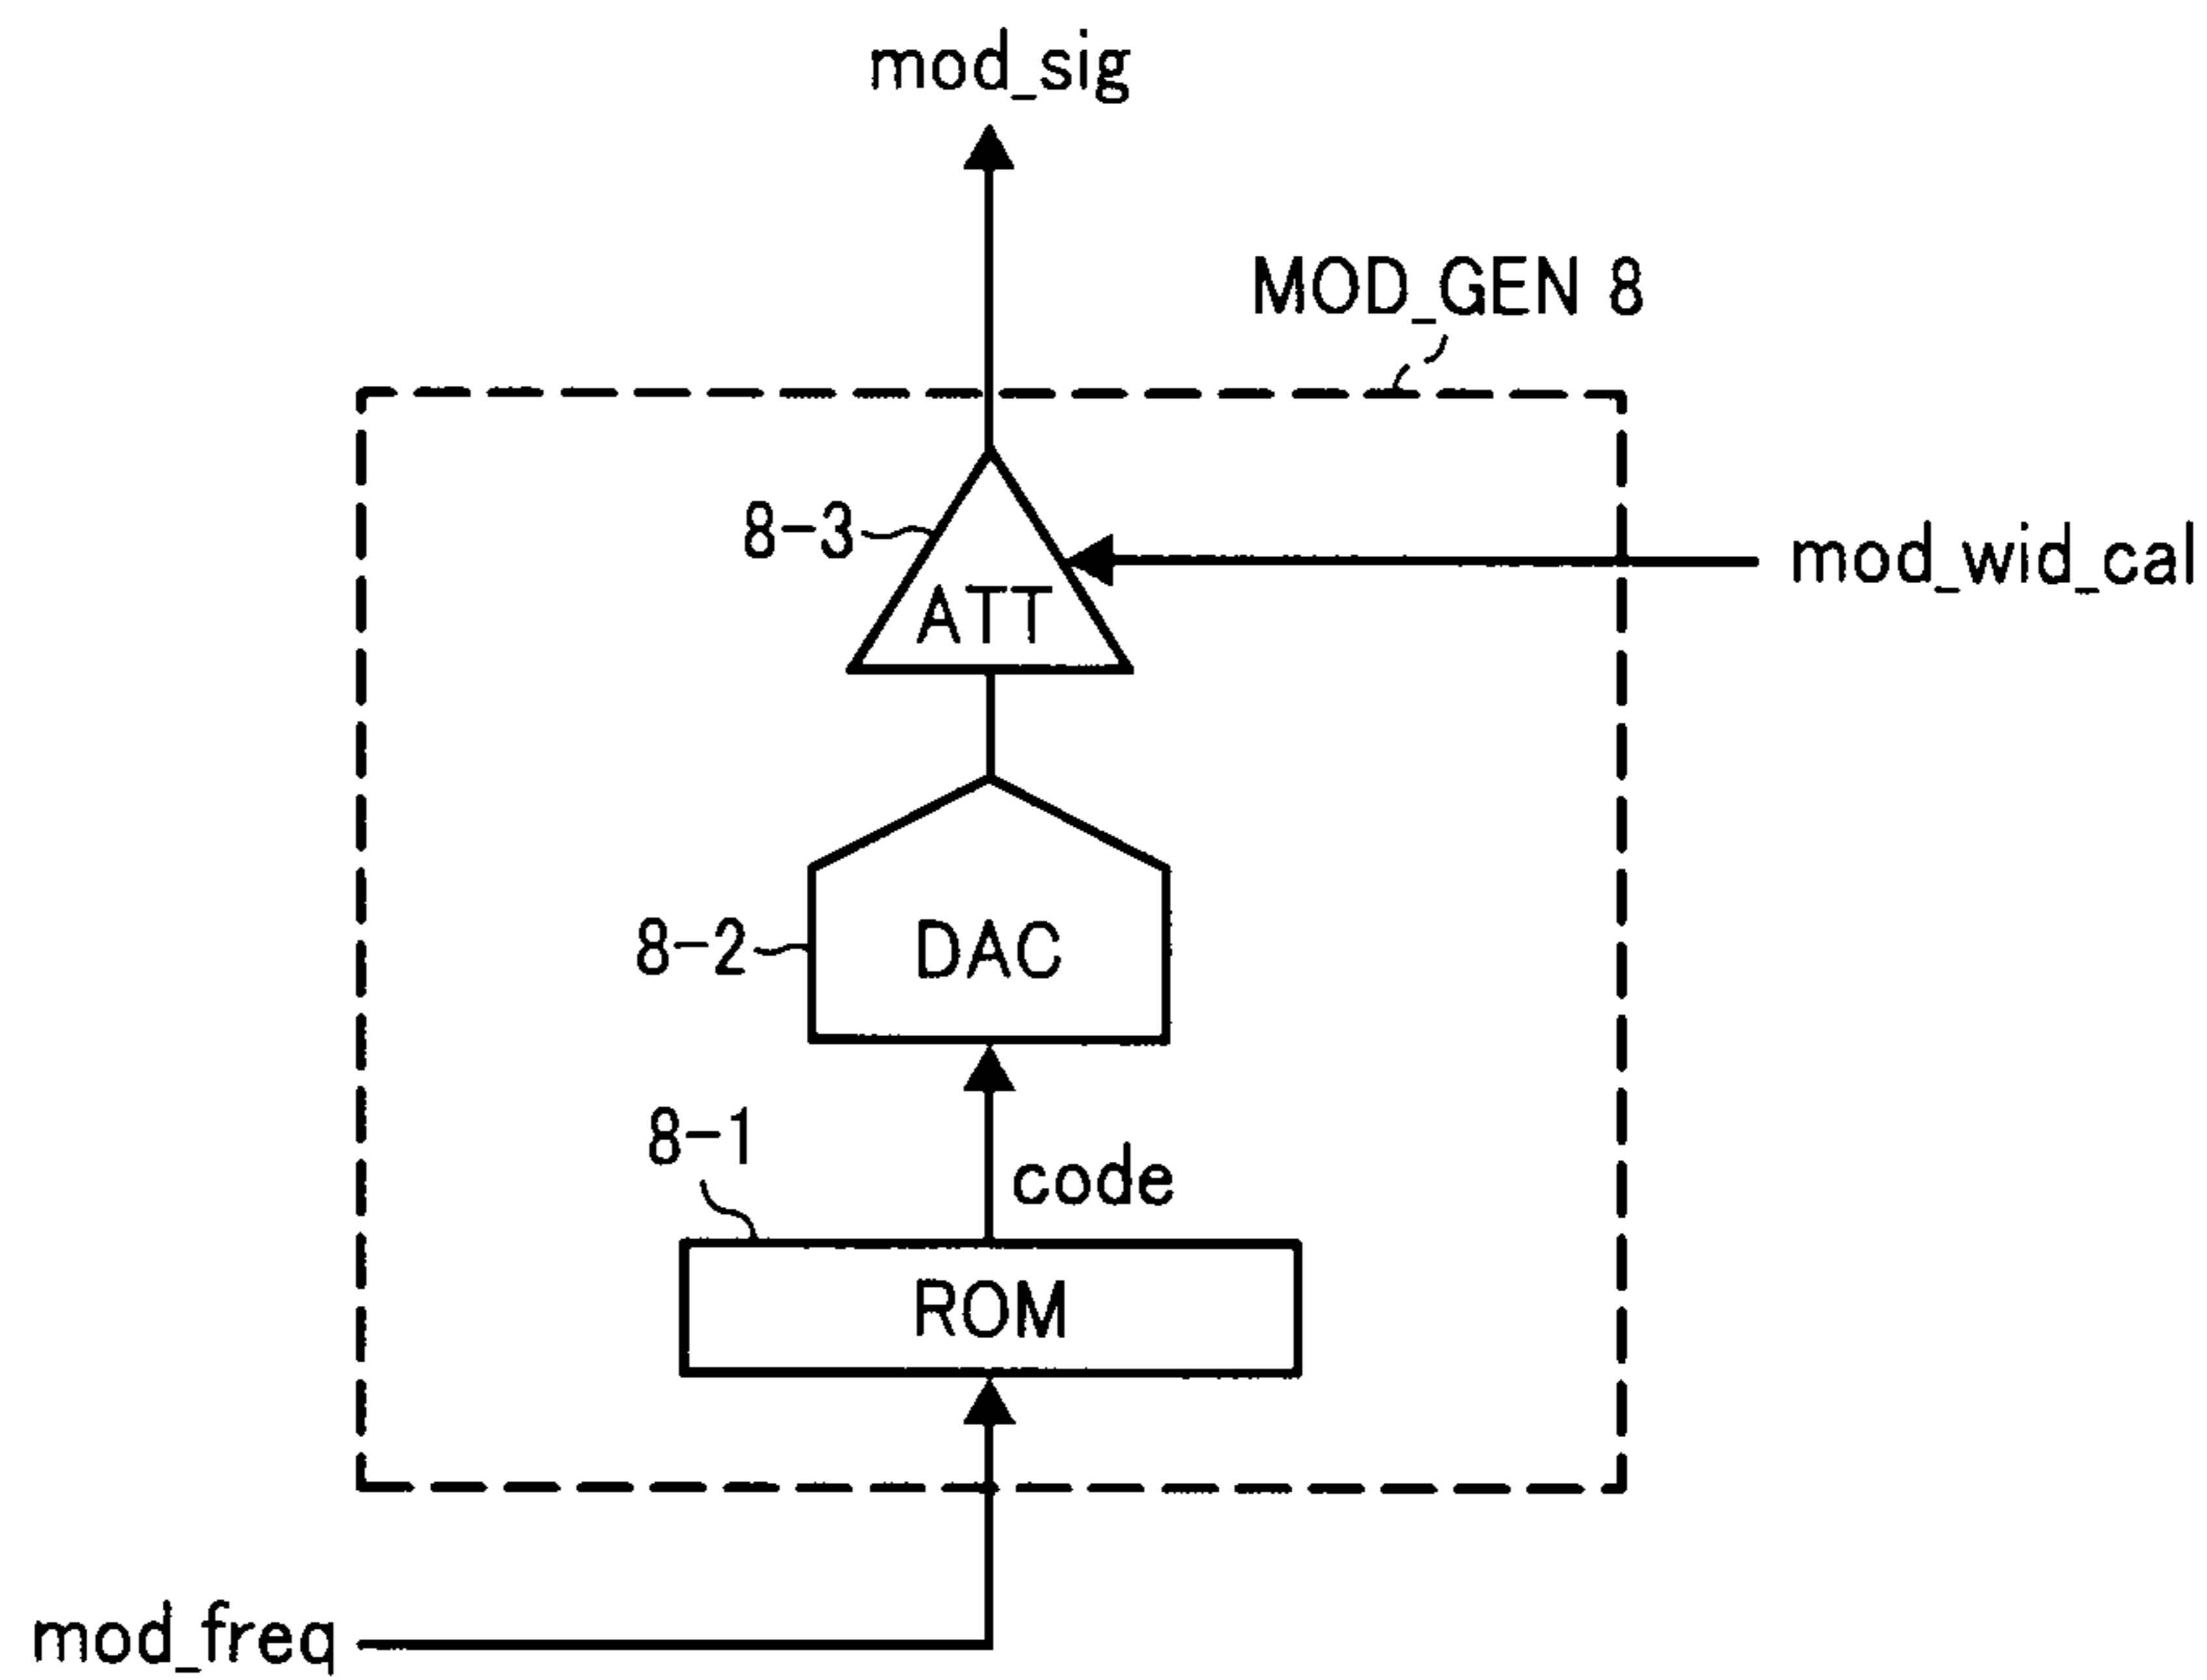 mod_sig
MOD_GEN 8
8-3
mod_wid_cal
ATT
8-2
DAC
8-1
code
ROM
mod_freq